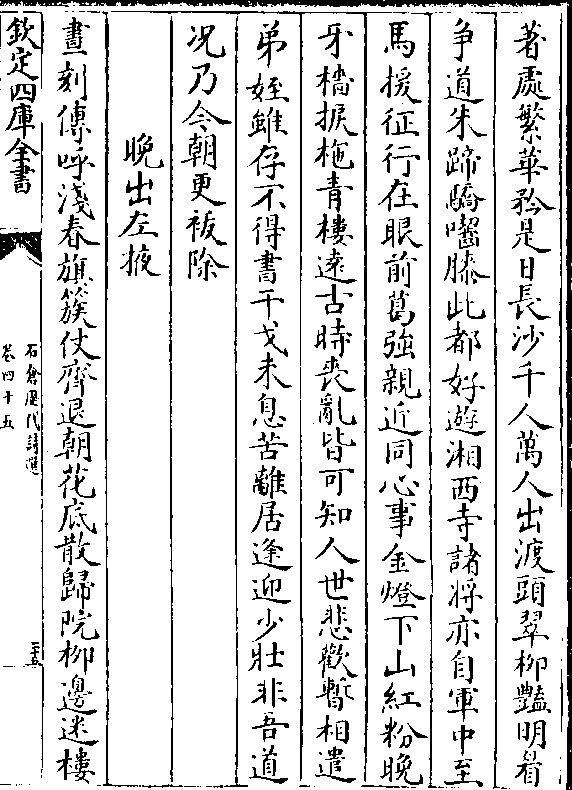 著處繁華矜是日長沙千人萬人出渡頭翠柳豔明眉
争道朱蹄驕嚙膝此都好遊湘西寺諸將亦自軍中至
馬援征行在眼前葛強親近同心事金燈下山紅粉晚
牙檣捩柂青樓遠古時喪亂皆可知人世悲歡暫相遣
弟姪雖存不得書干戈未息苦離居逢迎少壯非吾道
况乃今朝更祓除
晚出左掖
晝刻傳呼淺春旗簇仗齊退朝花底散歸院柳邊迷樓
欽定四庫全書
石倉歷代詩選
卷四十五